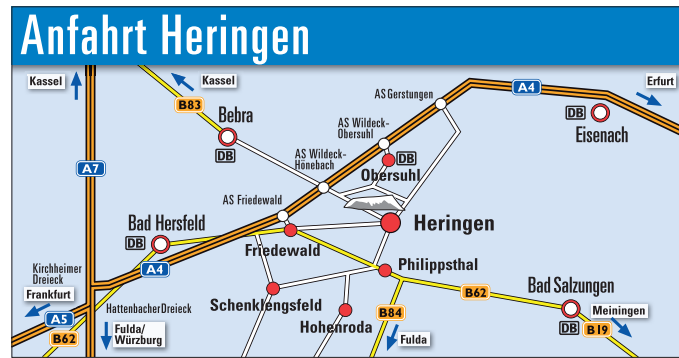 Anfahrt Heringen
Kassel
Kassel
Erfurt
B83
AS Gerstungen
A4
Bebra
DB
DB
Eisenach
AS Wildeck-
Obersuhl
AS Wildeck-
Hönebach
DB
Obersuhl
A7
AS Friedewald
Bad Hersfeld
DB
Heringen
Friedewald
A4
Kirchheimer
Dreieck
Philippsthal
Frankfurt
Bad Salzungen
B62
Schenklengsfeld
Hattenbacher Dreieck
Meiningen
A5
B84
Hohenroda
DB
B19
B62
Fulda/
Würzburg
Fulda